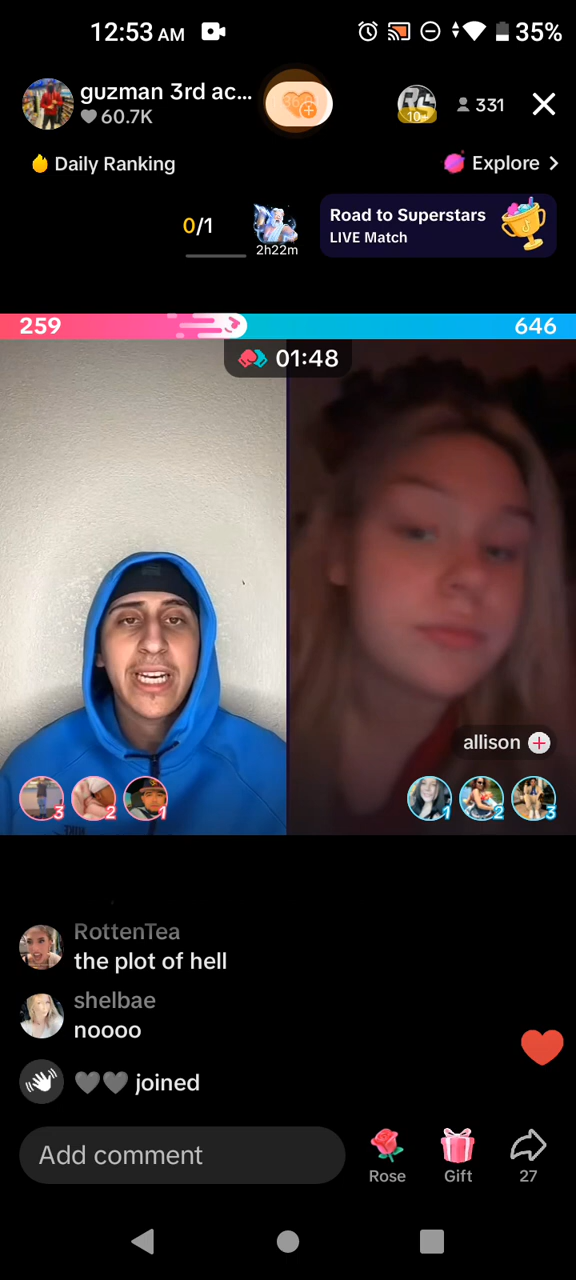 12:53 AM
35%
guzman 3rd ac...
60.7K
10+
331
Daily Ranking
Explore >
0/1
2h22m
Road to Superstars
LIVE Match
259
646
01:48
allison
3
2
1
1
2
3
RottenTea
the plot of hell
shelbae
noooo
joined
Add comment
Rose
Gift
27